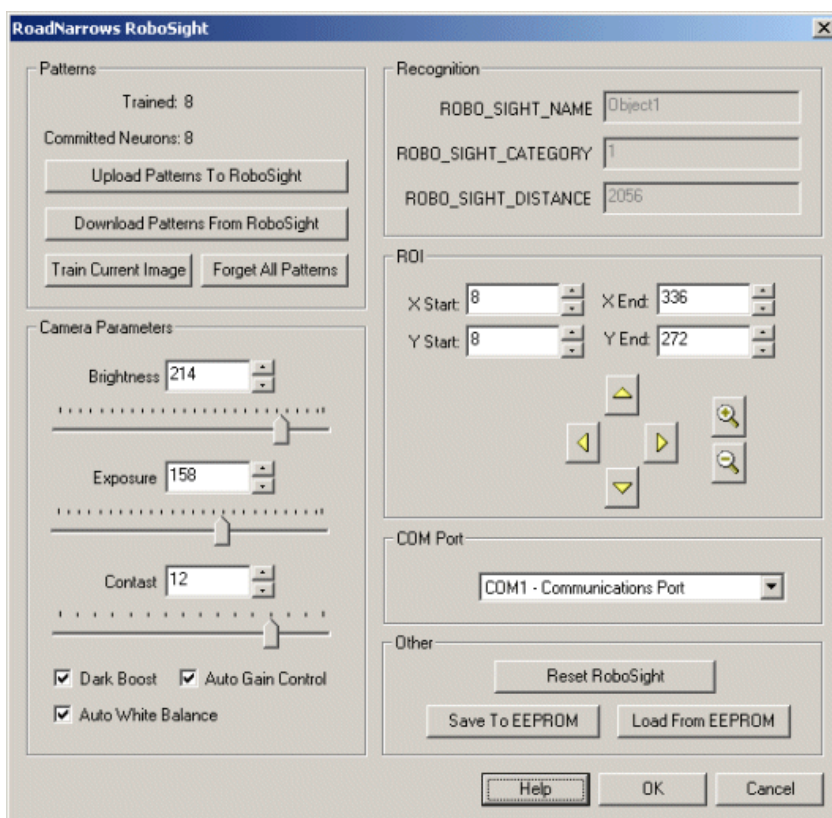 RoadNarrows RoboSight
Patterns
Trained: 8
Committed Neurons: 8
Upload Patterns To RoboSight
Download Patterns From RoboSight
Train Current Image Forget All Patterns
Camera Parameters
Brightness 214
Exposure 158
Contast 12
Dark Boost Auto Gain Control
Auto White Balance
Recognition
ROBO_SIGHT_NAME Object1
ROBO_SIGHT_CATEGORY 1
ROBO_SIGHT_DISTANCE 2056
ROI
X Start: 8 X End: 336
Y Start: 8 Y End: 272
COM Port
COM1 - Communications Port
Other
Reset RoboSight
Save To EEPROM Load From EEPROM
Help OK Cancel